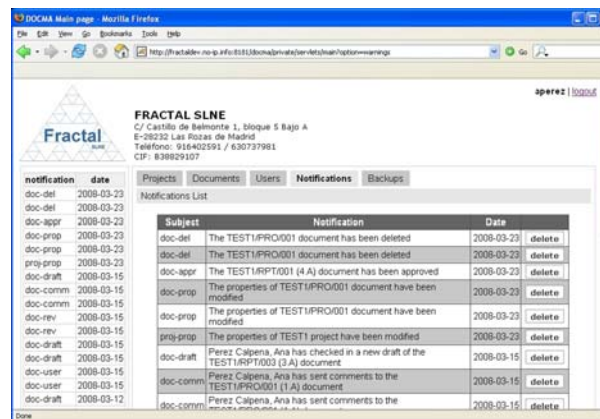 DOCMA Main page - Mozilla Firefox
File Edit View Go Bookmarks Tools Help
http://fractaldev.no-ip.info:8181/docma/private/servlets/main?option=warnings
Go
aperez | logout
Fractal
SLNE
FRACTAL SLNE
C/ Castillo de Belmonte 1, bloque 5 Bajo A
E-28232 Las Rozas de Madrid
Teléfono: 916402591 / 630737981
CIF: B38829107
notification date
doc-del 2008-03-23
doc-del 2008-03-23
doc-appr 2008-03-23
doc-prop 2008-03-23
doc-prop 2008-03-23
proj-prop 2008-03-23
doc-draft 2008-03-15
doc-comm 2008-03-15
doc-comm 2008-03-15
doc-rev 2008-03-15
doc-rev 2008-03-15
doc-draft 2008-03-15
doc-draft 2008-03-15
doc-user 2008-03-15
doc-user 2008-03-15
doc-draft 2008-03-12
Projects Documents Users Notifications Backups
Notifications List
Subject Notification Date
doc-del The TEST1/PRO/001 document has been deleted 2008-03-23 delete
doc-del The TEST1/PRO/001 document has been deleted 2008-03-23 delete
doc-appr The TEST1/RPT/001 (4.A) document has been approved 2008-03-23 delete
doc-prop The properties of TEST1/PRO/001 document have been modified 2008-03-23 delete
doc-prop The properties of TEST1/PRO/001 document have been modified 2008-03-23 delete
proj-prop The properties of TEST1 project have been modified 2008-03-23 delete
doc-draft Perez Calpena, Ana has checked in a new draft of the TEST1/RPT/003 (3.A) document 2008-03-15 delete
doc-comm Perez Calpena, Ana has sent comments to the TEST1/PRO/001 (1.A) document 2008-03-15 delete
doc-comm Perez Calpena, Ana has sent comments to the 2008-03-15 delete
Done